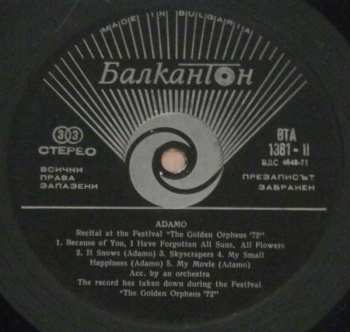 MADE IN BULGARIA
Балкантон
33
СТЕРЕО
ВСИЧКИ
ПРАВА
ЗАПАЗЕНИ
ВТА
1381 - II
БДС 4848-71
ПРЕЗАПИСЪТ
ЗАБРАНЕН
ADAMO
Recital at the Festival "The Golden Orpheus '72"
1. Because of You, I Have Forgotten All Suns, All Flowers
2. It Snows (Adamo) 3. Skyscrapers 4. My Small
Happiness (Adamo) 5. My Movie (Adamo)
Acc. by an orchestra
The record has taken down during the Festival
"The Golden Orpheus '72"